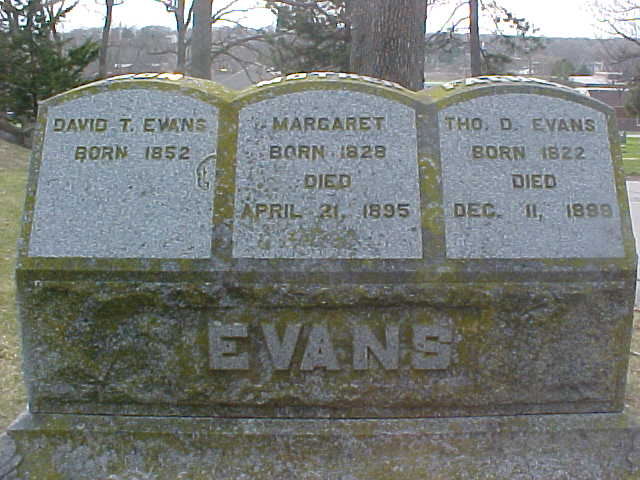 DAVID T. EVANS
BORN 1852
MARGARET
BORN 1828
DIED
APRIL 21, 1895
THO. D. EVANS
BORN 1822
DIED
DEC. 11, 1899
EVANS